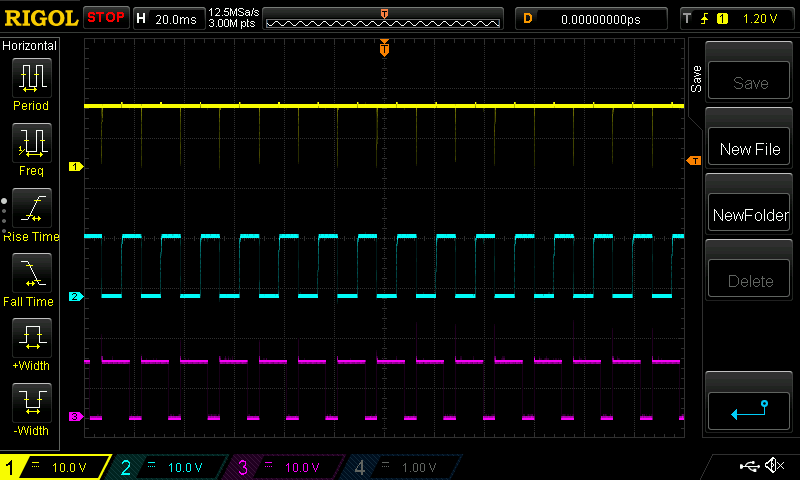 RIGOL STOP H 20.0ms 12.5MSa/s D 0.00000000ps T 1 1.20 V
3.00M pts
Horizontal
T
Save
Save
Period
New File
1
T
Freq
NewFolder
Rise Time
Delete
2
Fall Time
+Width
3
-Width
1 10.0 V 2 10.0 V 3 10.0 V 4 1.00 V